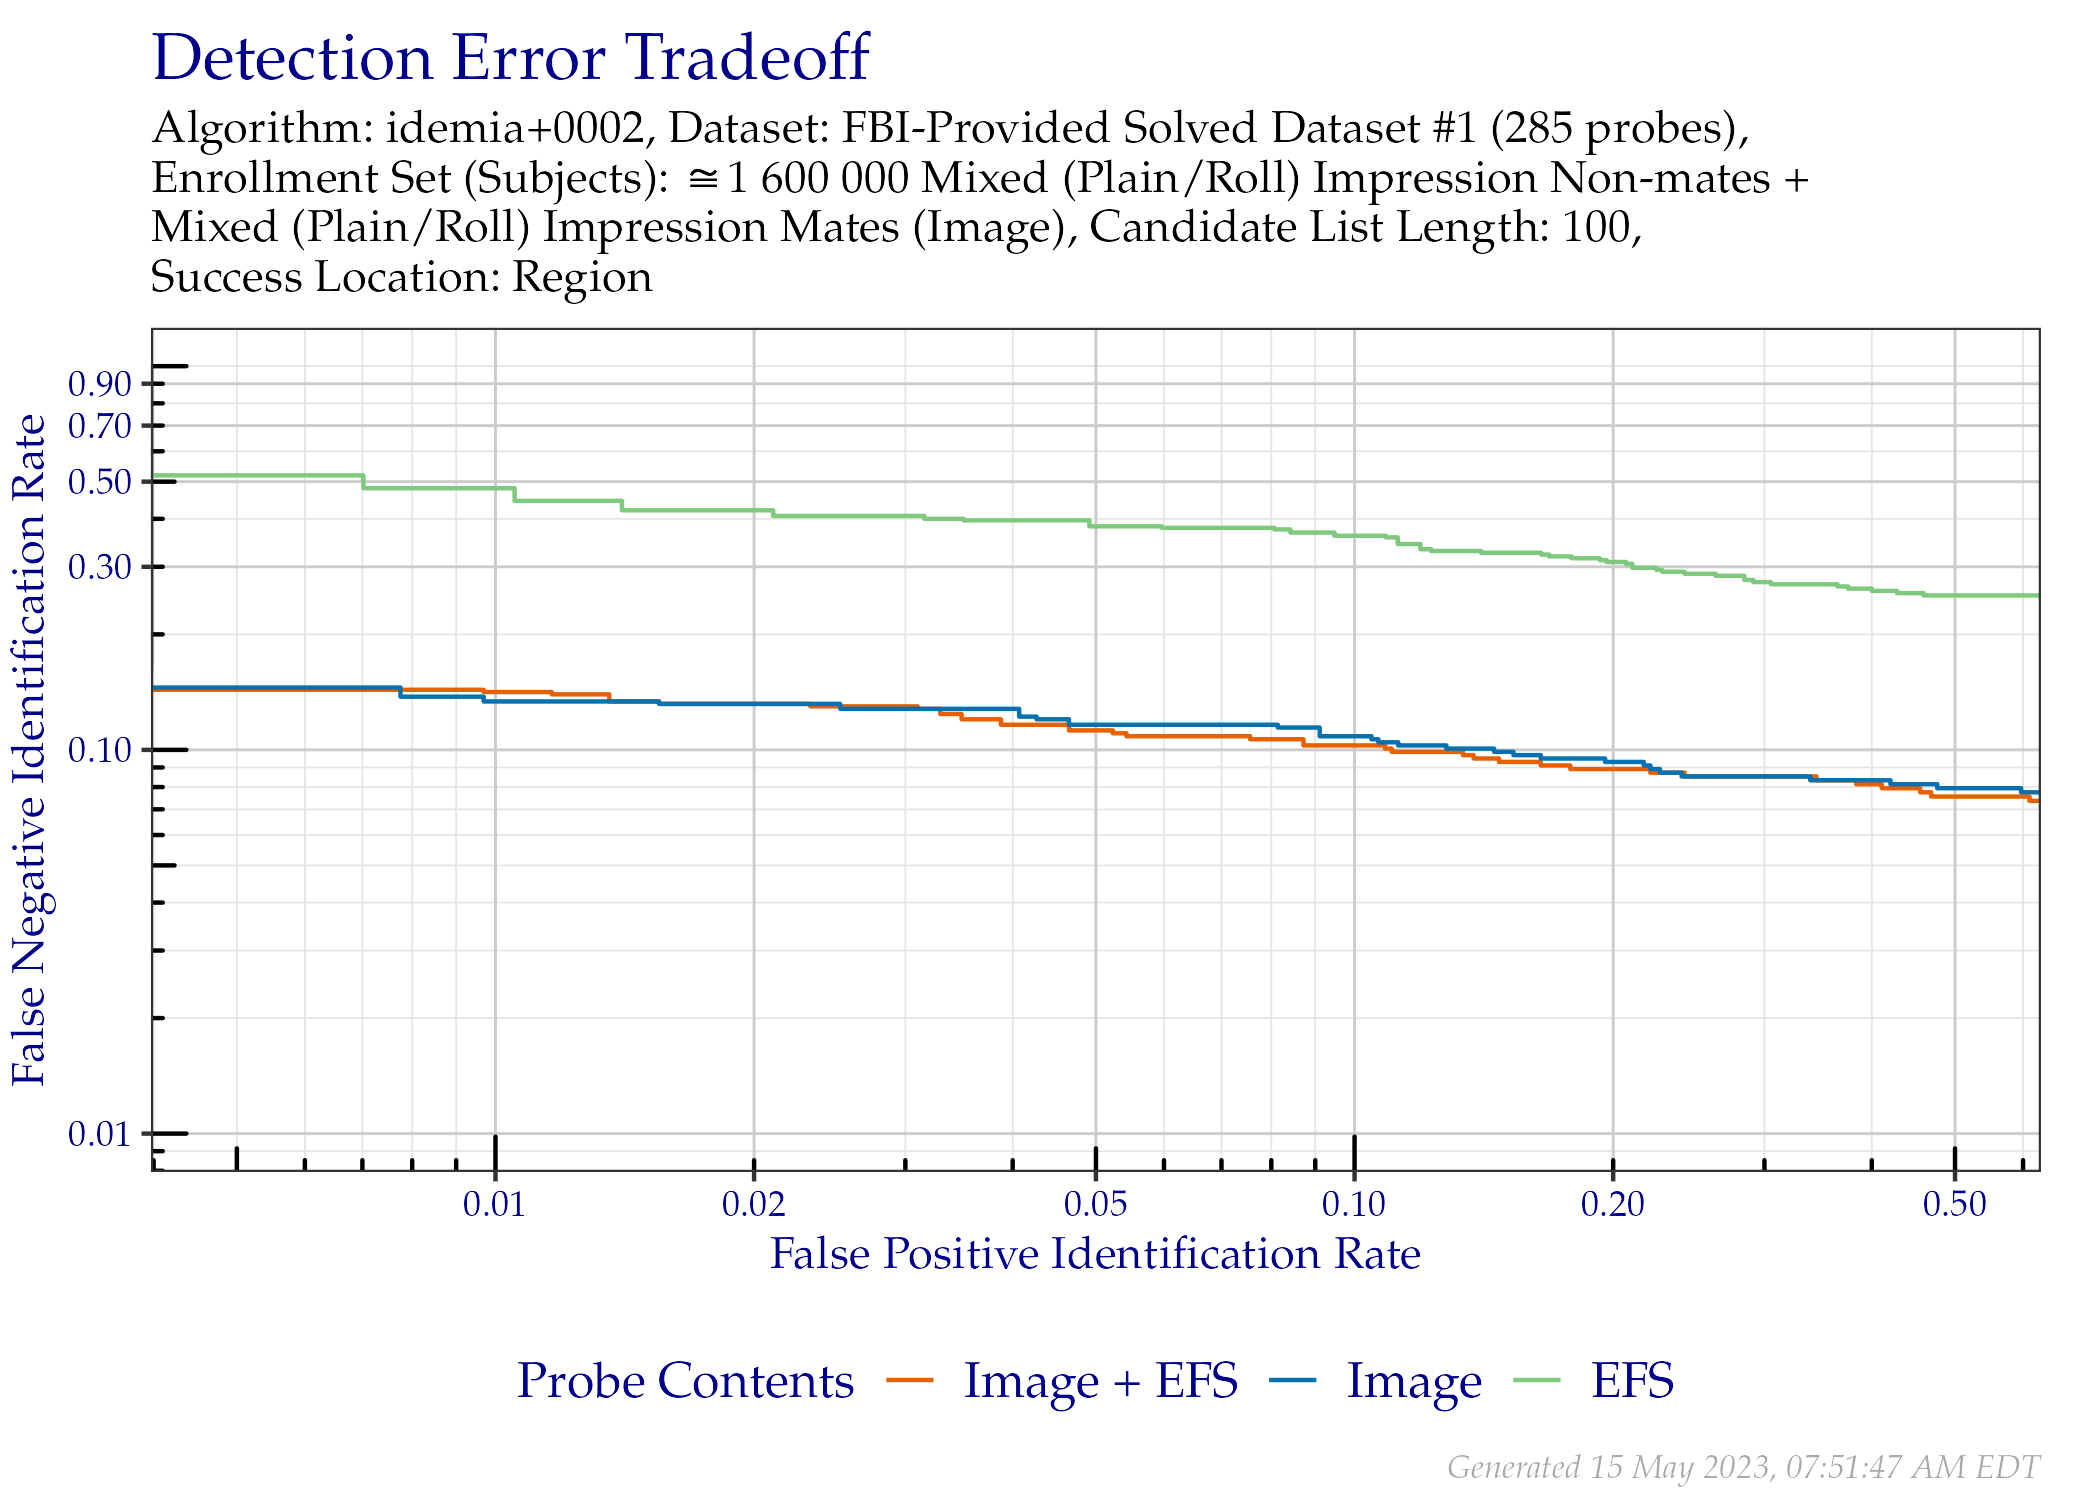 Detection Error Tradeoff
Algorithm: idemia+0002, Dataset: FBI-Provided Solved Dataset #1 (285 probes),
Enrollment Set (Subjects): ≅1 600 000 Mixed (Plain/Roll) Impression Non-mates +
Mixed (Plain/Roll) Impression Mates (Image), Candidate List Length: 100,
Success Location: Region
False Negative Identification Rate
0.90
0.70
0.50
0.30
0.10
0.01
0.01 0.02 0.05 0.10 0.20 0.50
False Positive Identification Rate
Probe Contents Image + EFS Image EFS
Generated 15 May 2023, 07:51:47 AM EDT